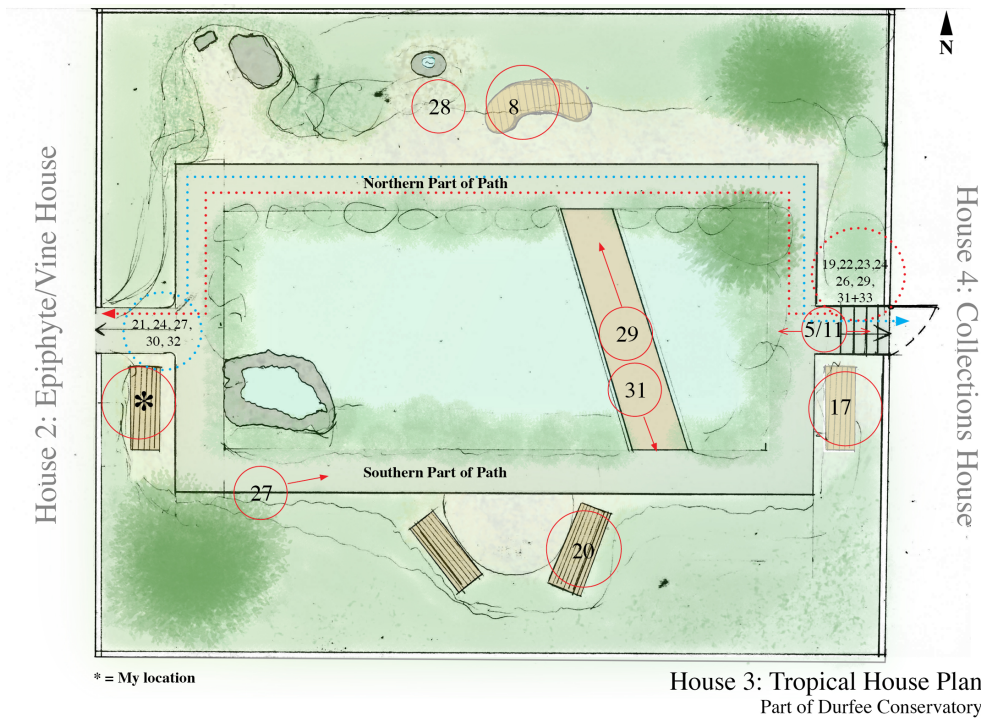 N
28
8
House 2: Epiphyte/Vine House
Northern Part of Path
House 4: Collections House
19,22,23,24
26, 29,
31+33
21, 24, 27,
30, 32
5/11
29
31
*
17
Southern Part of Path
27
20
* = My location
House 3: Tropical House Plan
Part of Durfee Conservatory